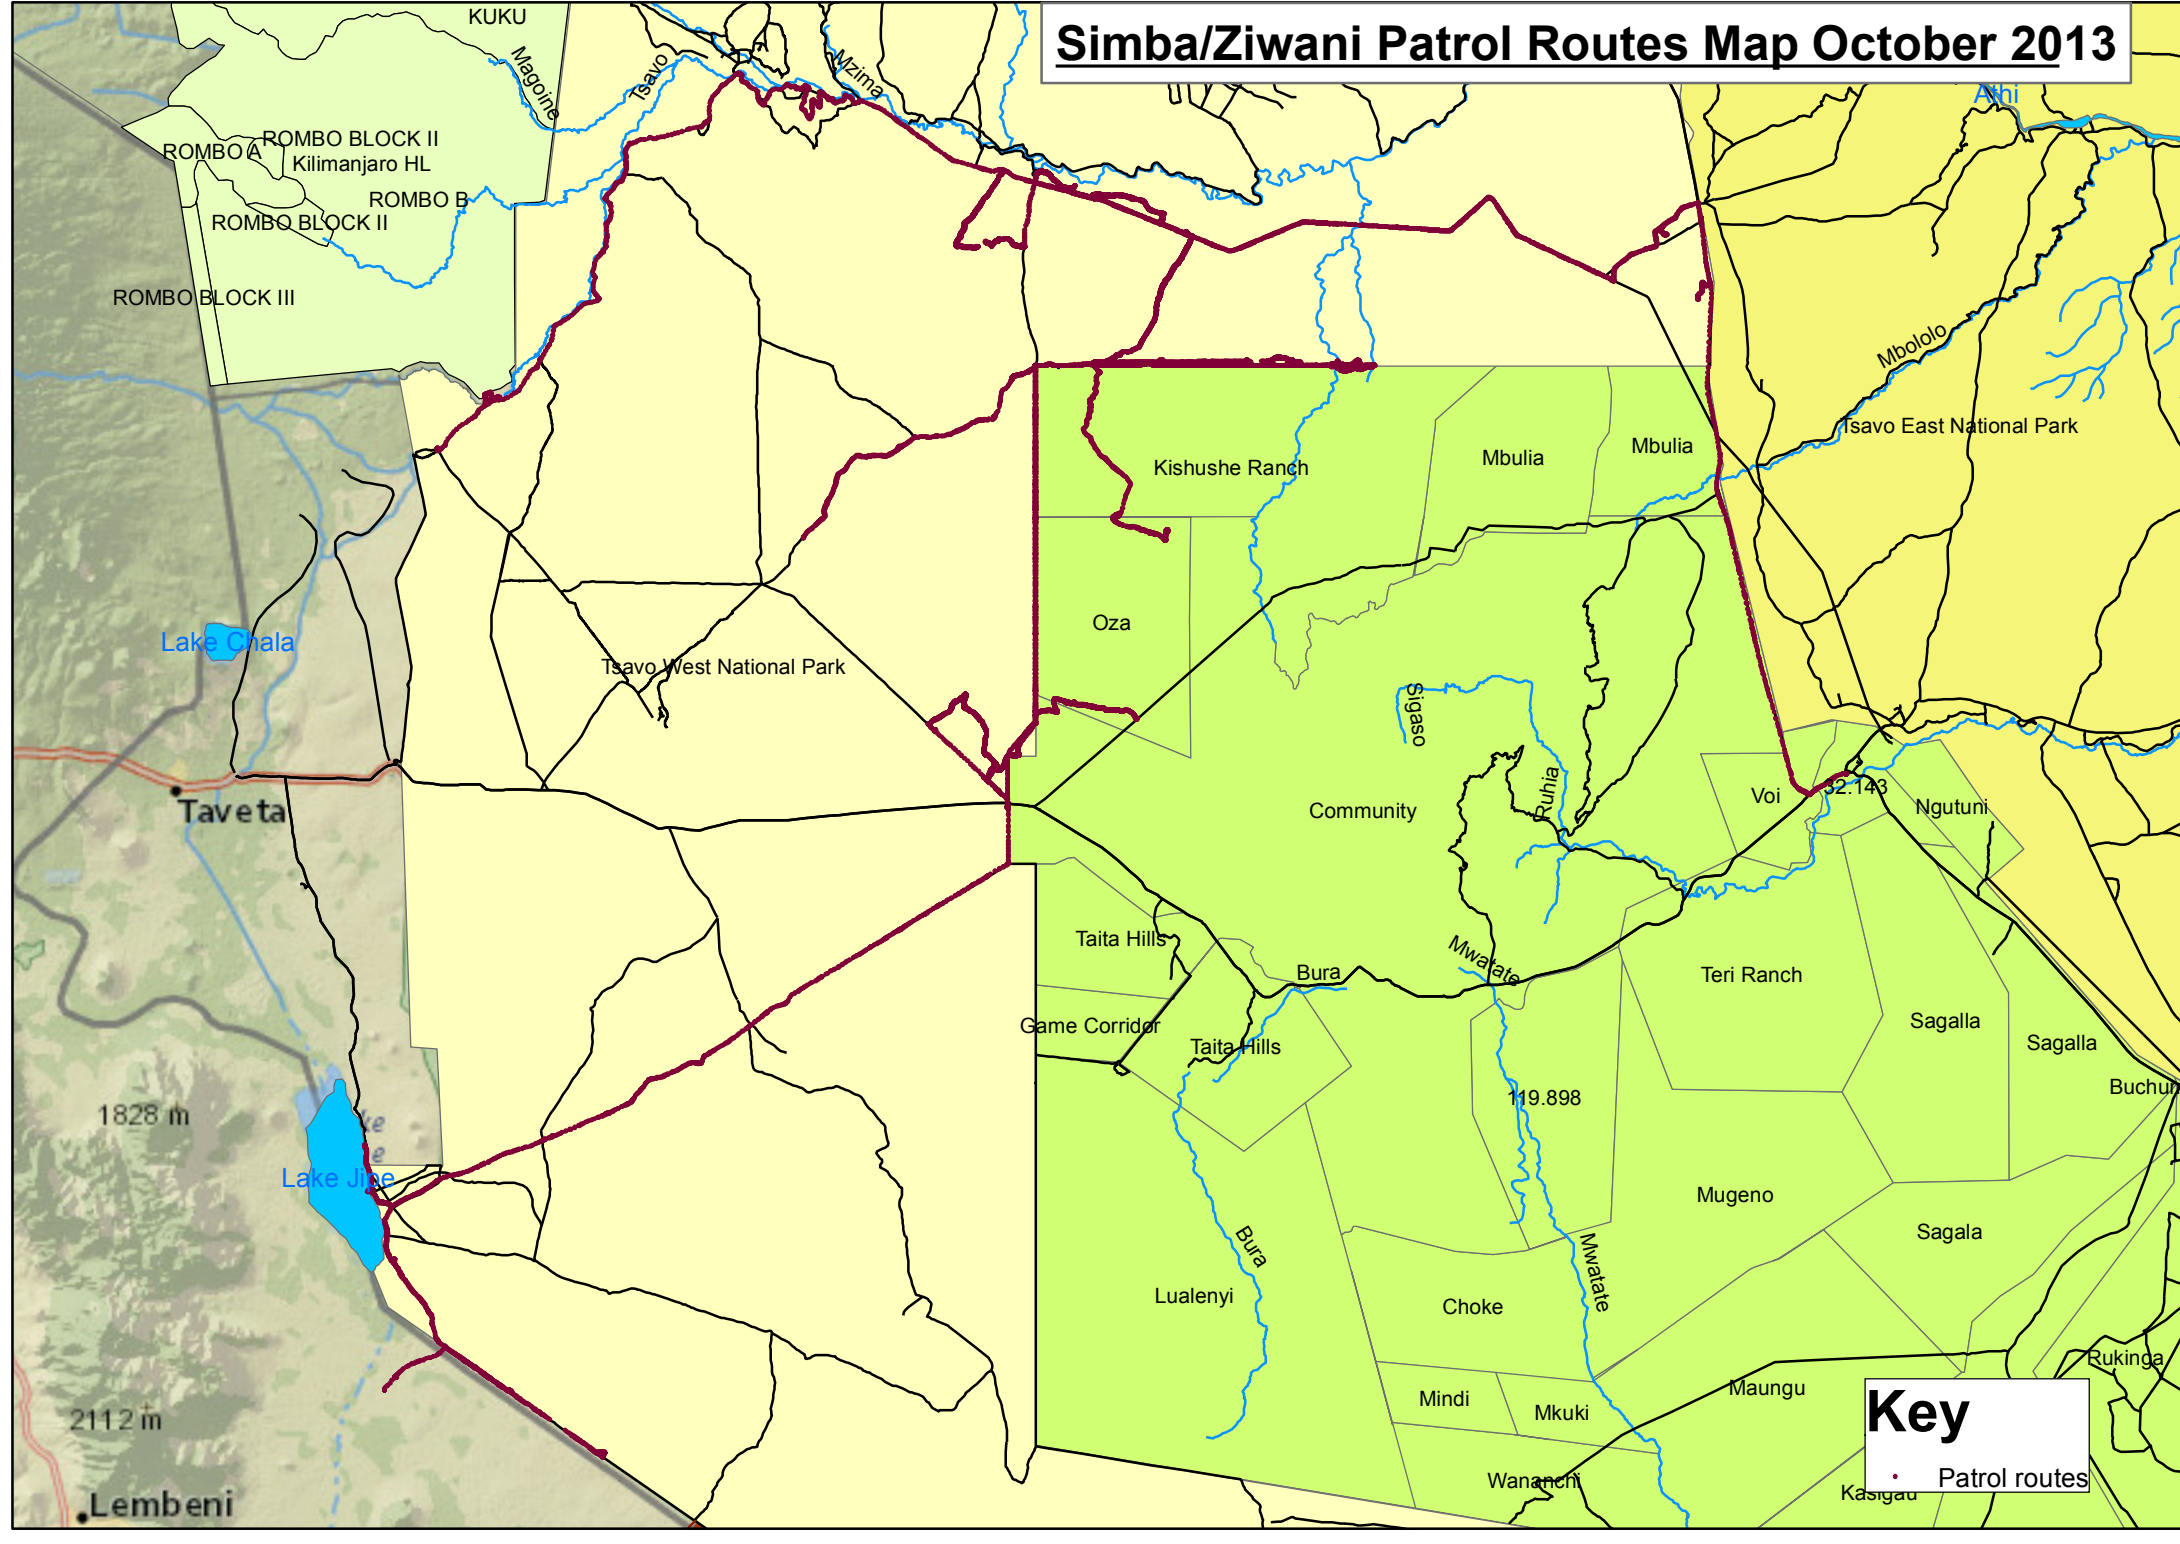 Simba/Ziwani Patrol Routes Map October 2013
KUKU
Magoine
Tsavo
Mzima
Athi
ROMBO BLOCK II
ROMBO A
Kilimanjaro HL
ROMBO B
ROMBO BLOCK II
ROMBO BLOCK III
Mbololo
Tsavo East National Park
Kishushe Ranch
Mbulia
Mbulia
Oza
Lake Chala
Tsavo West National Park
Sigaso
Ruhia
Taveta
Community
Voi
32.143
Ngutuni
Taita Hills
Bura
Mwatate
Teri Ranch
Game Corridor
Taita Hills
Sagalla
Sagalla
Buchun
119.898
1828 m
ke
e
Lake Jipe
Mugeno
Sagala
Bura
Mwatate
Lualenyi
Choke
Rukinga
Maungu
Mindi
Mkuki
2112 m
Key
Patrol routes
Wananchi
Kasigau
Lembeni